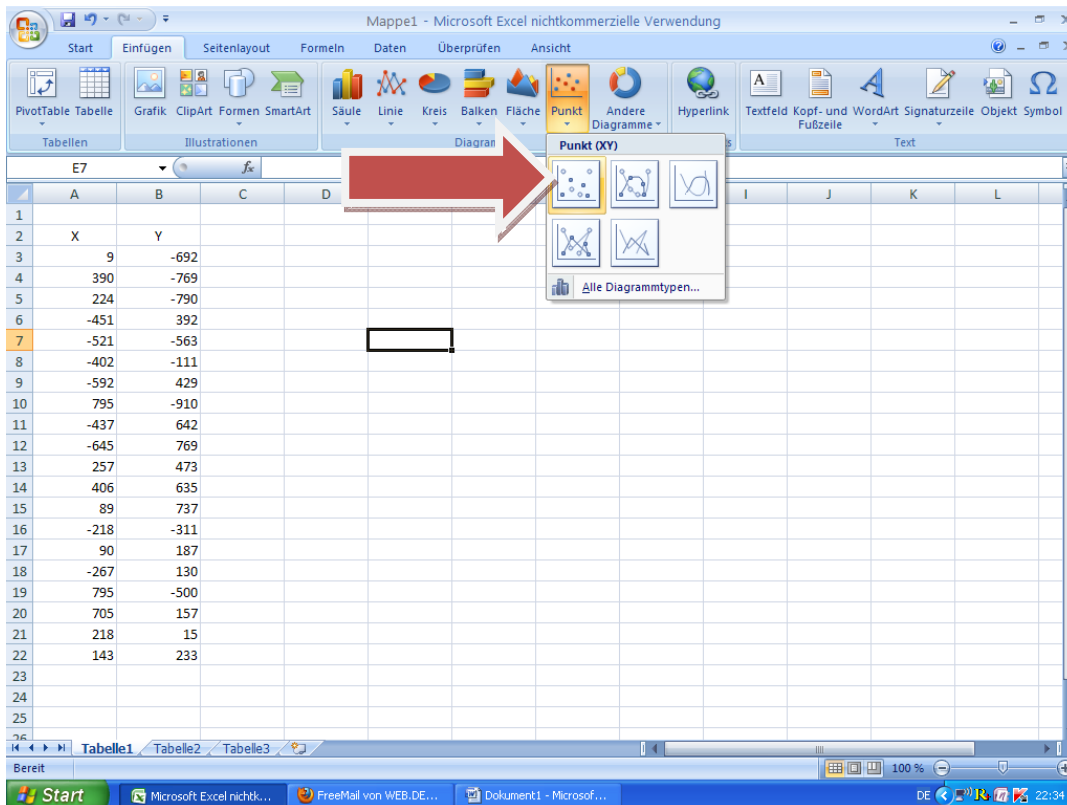 Mappe1 - Microsoft Excel nichtkommerzielle Verwendung
Start Einfügen Seitenlayout Formeln Daten Überprüfen Ansicht
PivotTable Tabelle Grafik ClipArt Formen SmartArt Säule Linie Kreis Balken Fläche Punkt Andere Diagramme Hyperlink Textfeld Kopf- und Fußzeile WordArt Signaturzeile Objekt Symbol
Tabellen Illustrationen Diagram s Text
Punkt (XY)
Alle Diagrammtypen...
E7 fx
A B C D I J K L
1
2 X Y
3 9 -692
4 390 -769
5 224 -790
6 -451 392
7 -521 -563
8 -402 -111
9 -592 429
10 795 -910
11 -437 642
12 -645 769
13 257 473
14 406 635
15 89 737
16 -218 -311
17 90 187
18 -267 130
19 795 -500
20 705 157
21 218 15
22 143 233
23
24
25
26
Tabelle1 Tabelle2 Tabelle3
Bereit 100 %
Start Microsoft Excel nichtk... FreeMail von WEB.DE... Dokument1 - Microsof... DE 22:34